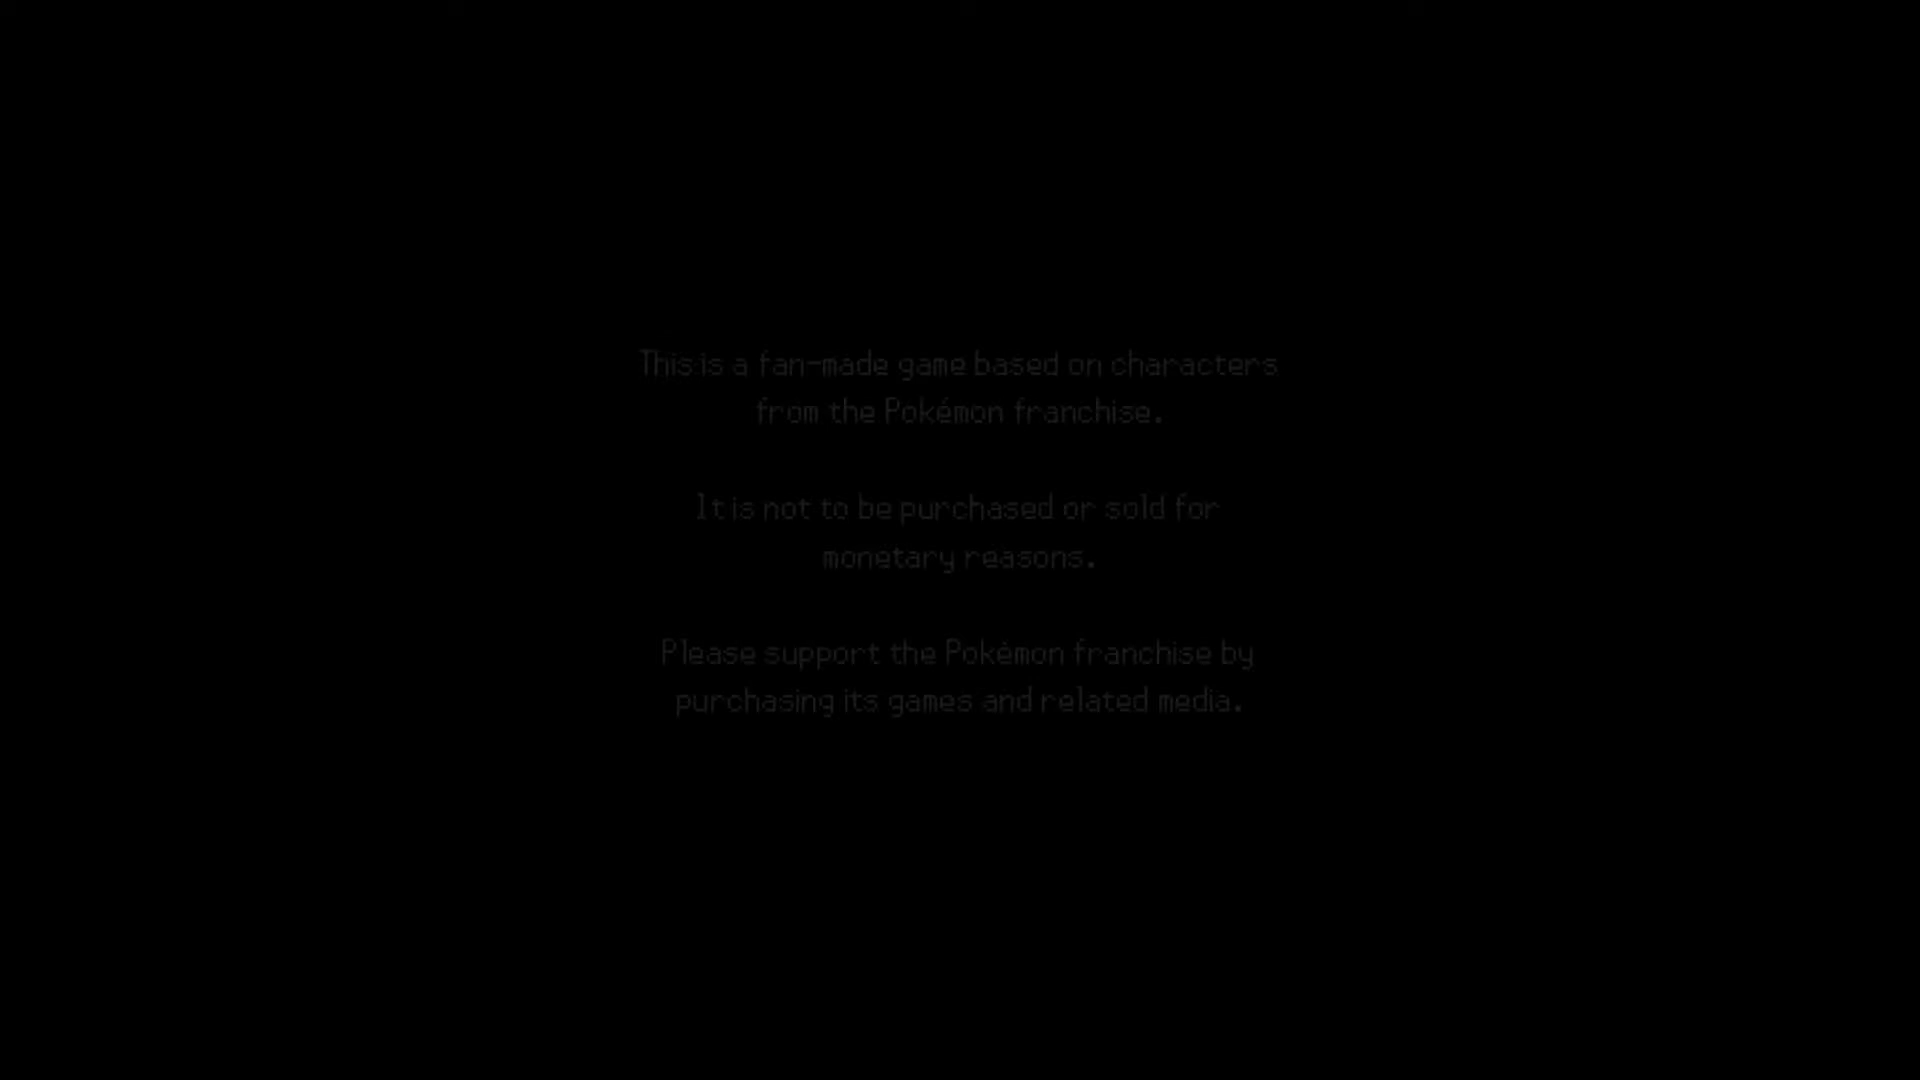 This is a fan-made game based on characters
from the Pokémon franchise.
It is not to be purchased or sold for
monetary reasons.
Please support the Pokémon franchise by
purchasing its games and related media.